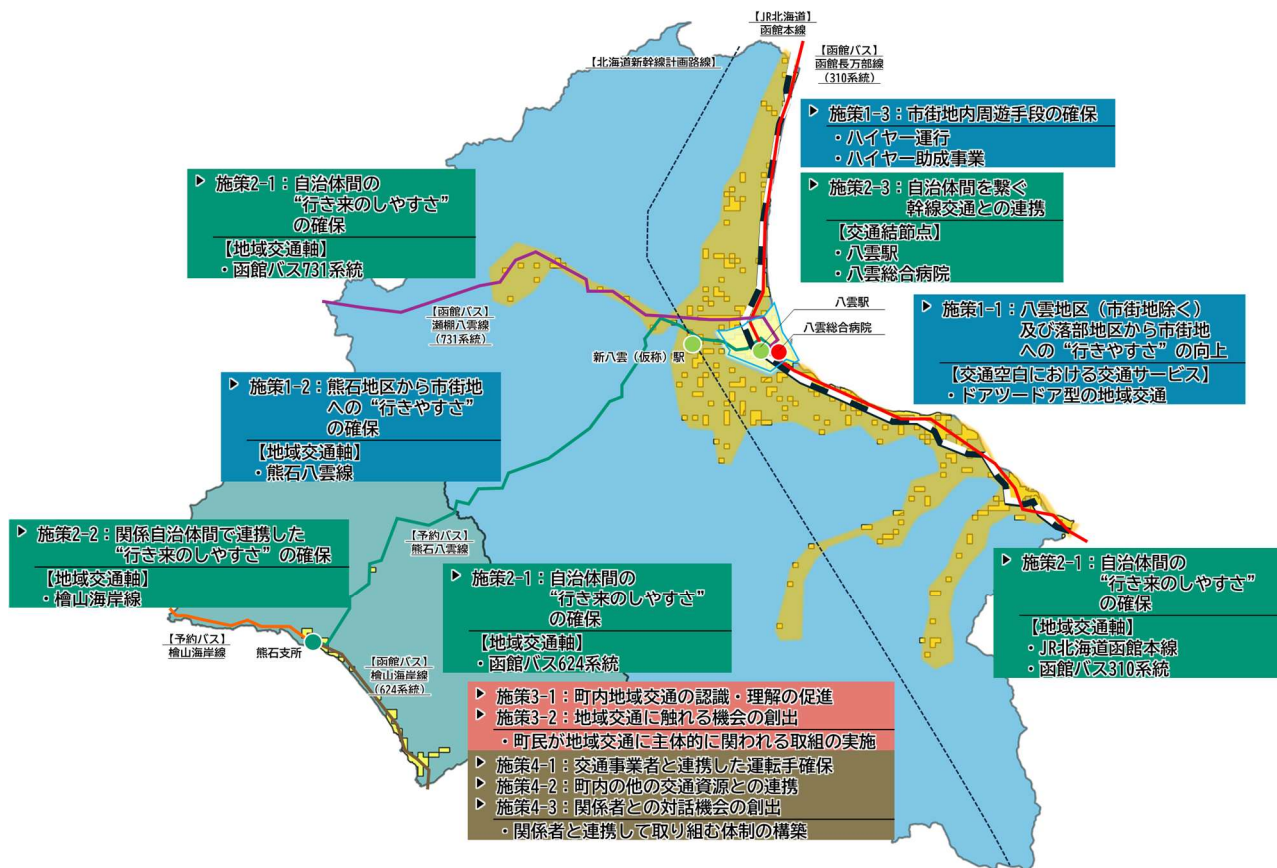 【JR北海道】
函館本線
【函館バス】
函館長万部線
(310系統)
【北海道新幹線計画路線】
▶ 施策1-3：市街地内周遊手段の確保
・ハイヤー運行
・ハイヤー助成事業
▶ 施策2-1：自治体間の
“行き来のしやすさ”
の確保
【地域交通軸】
・函館バス731系統
▶ 施策2-3：自治体間を繋ぐ
幹線交通との連携
【交通結節点】
・八雲駅
・八雲総合病院
【函館バス】
瀬棚八雲線
(731系統)
八雲駅
八雲総合病院
新八雲（仮称）駅
▶ 施策1-1：八雲地区（市街地除く）
及び落部地区から市街地
への“行きやすさ”の向上
【交通空白における交通サービス】
・ドアツードア型の地域交通
▶ 施策1-2：熊石地区から市街地
への“行きやすさ”
の確保
【地域交通軸】
・熊石八雲線
▶ 施策2-2：関係自治体間で連携した
“行き来のしやすさ”の確保
【地域交通軸】
・檜山海岸線
【予約バス】
熊石八雲線
【予約バス】
檜山海岸線
熊石支所
【函館バス】
檜山海岸線
(624系統)
▶ 施策2-1：自治体間の
“行き来のしやすさ”
の確保
【地域交通軸】
・函館バス624系統
▶ 施策2-1：自治体間の
“行き来のしやすさ”
の確保
【地域交通軸】
・JR北海道函館本線
・函館バス310系統
▶ 施策3-1：町内地域交通の認識・理解の促進
▶ 施策3-2：地域交通に触れる機会の創出
・町民が地域交通に主体的に関われる取組の実施
▶ 施策4-1：交通事業者と連携した運転手確保
▶ 施策4-2：町内の他の交通資源との連携
▶ 施策4-3：関係者との対話機会の創出
・関係者と連携して取り組む体制の構築